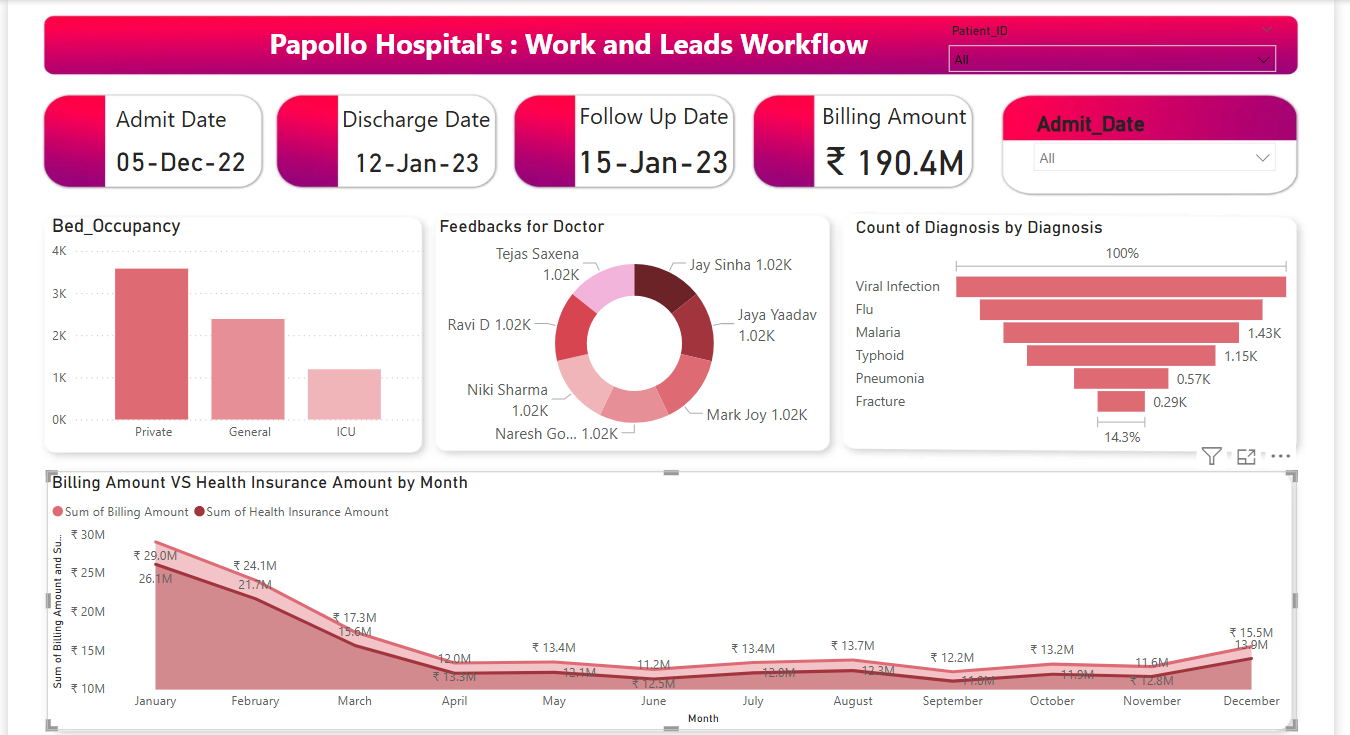 Papollo Hospital's : Work and Leads Workflow
Patient_ID
All
Admit Date
05-Dec-22
Discharge Date
12-Jan-23
Follow Up Date
15-Jan-23
Billing Amount
₹ 190.4M
Admit_Date
All
Bed_Occupancy
4K
3K
2K
1K
0K
Private General ICU
Feedbacks for Doctor
Tejas Saxena
1.02K
Jay Sinha 1.02K
Jaya Yaadav
1.02K
Ravi D 1.02K
Niki Sharma
1.02K
Mark Joy 1.02K
Naresh Go... 1.02K
Count of Diagnosis by Diagnosis
100%
Viral Infection
Flu
Malaria 1.43K
Typhoid 1.15K
Pneumonia 0.57K
Fracture 0.29K
14.3%
Billing Amount VS Health Insurance Amount by Month
Sum of Billing Amount Sum of Health Insurance Amount
Sum of Billing Amount and Su...
₹ 30M
₹ 25M
₹ 20M
₹ 15M
₹ 10M
₹ 29.0M ₹ 24.1M ₹ 17.3M ₹ 13.3M ₹ 13.4M ₹ 12.5M ₹ 13.4M ₹ 13.7M ₹ 12.2M ₹ 13.2M ₹ 12.8M ₹ 15.5M
26.1M 21.7M 15.6M 12.0M 12.1M 11.2M 12.0M 12.3M 11.0M 11.9M 11.6M 13.9M
January February March April May June July August September October November December
Month